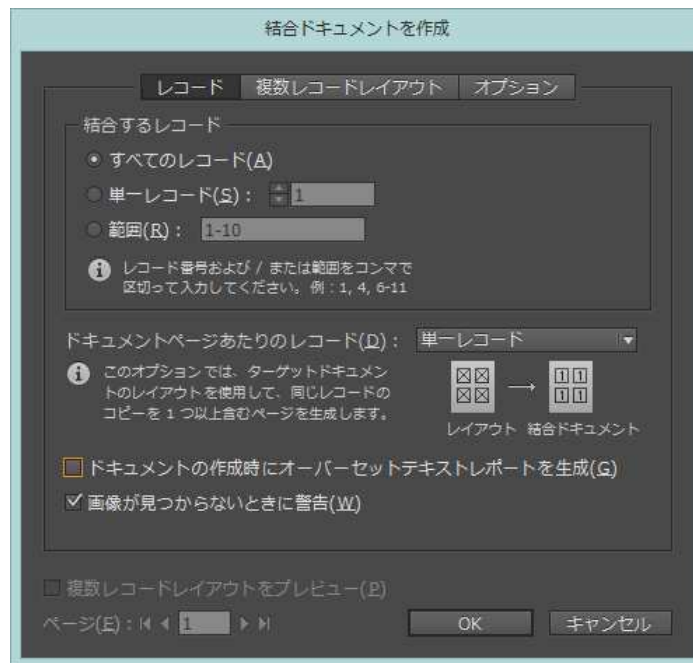 結合ドキュメントを作成
レコード 複数レコードレイアウト オプション
結合するレコード
すべてのレコード(A)
単一レコード(S): 1
範囲(R): 1-10
レコード番号および / または範囲をコンマで
区切って入力してください。例:1, 4, 6-11
ドキュメントページあたりのレコード(D): 単一レコード
このオプションでは、ターゲットドキュメン
トのレイアウトを使用して、同じレコードの
コピーを 1 つ以上含むページを生成します。
1 1
1 1
レイアウト 結合ドキュメント
ドキュメントの作成時にオーバーセットテキストレポートを生成(G)
画像が見つからないときに警告(W)
複数レコードレイアウトをプレビュー(P)
ページ(E): 1 OK キャンセル